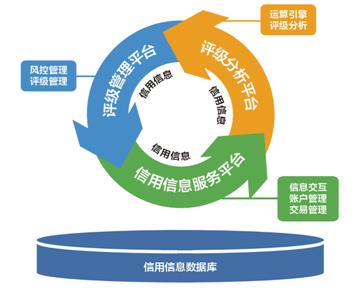 运算引擎
评级分析
风控管理
评级管理
评级管理平台
评级分析平台
信用信息
信用信息
信用信息
信用信息服务平台
信息交互
账户管理
交易管理
信用信息数据库